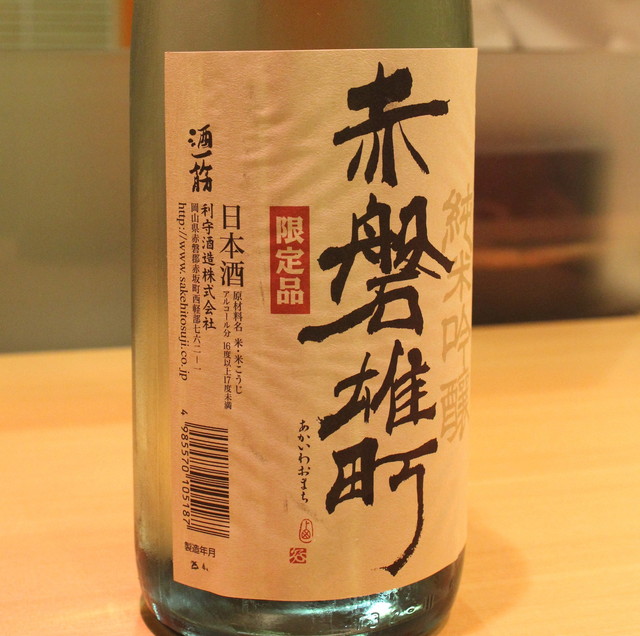 純米吟醸
赤磐雄町
あかいわおまち
限定品
日本酒
原材料名 米・米こうじ
アルコール分 16度以上17度未満
酒一筋
利守酒造株式会社
岡山県赤磐郡赤坂町西軽部七六二-一
http://www.sakehitosuji.co.jp
4 985570 105187
製造年月